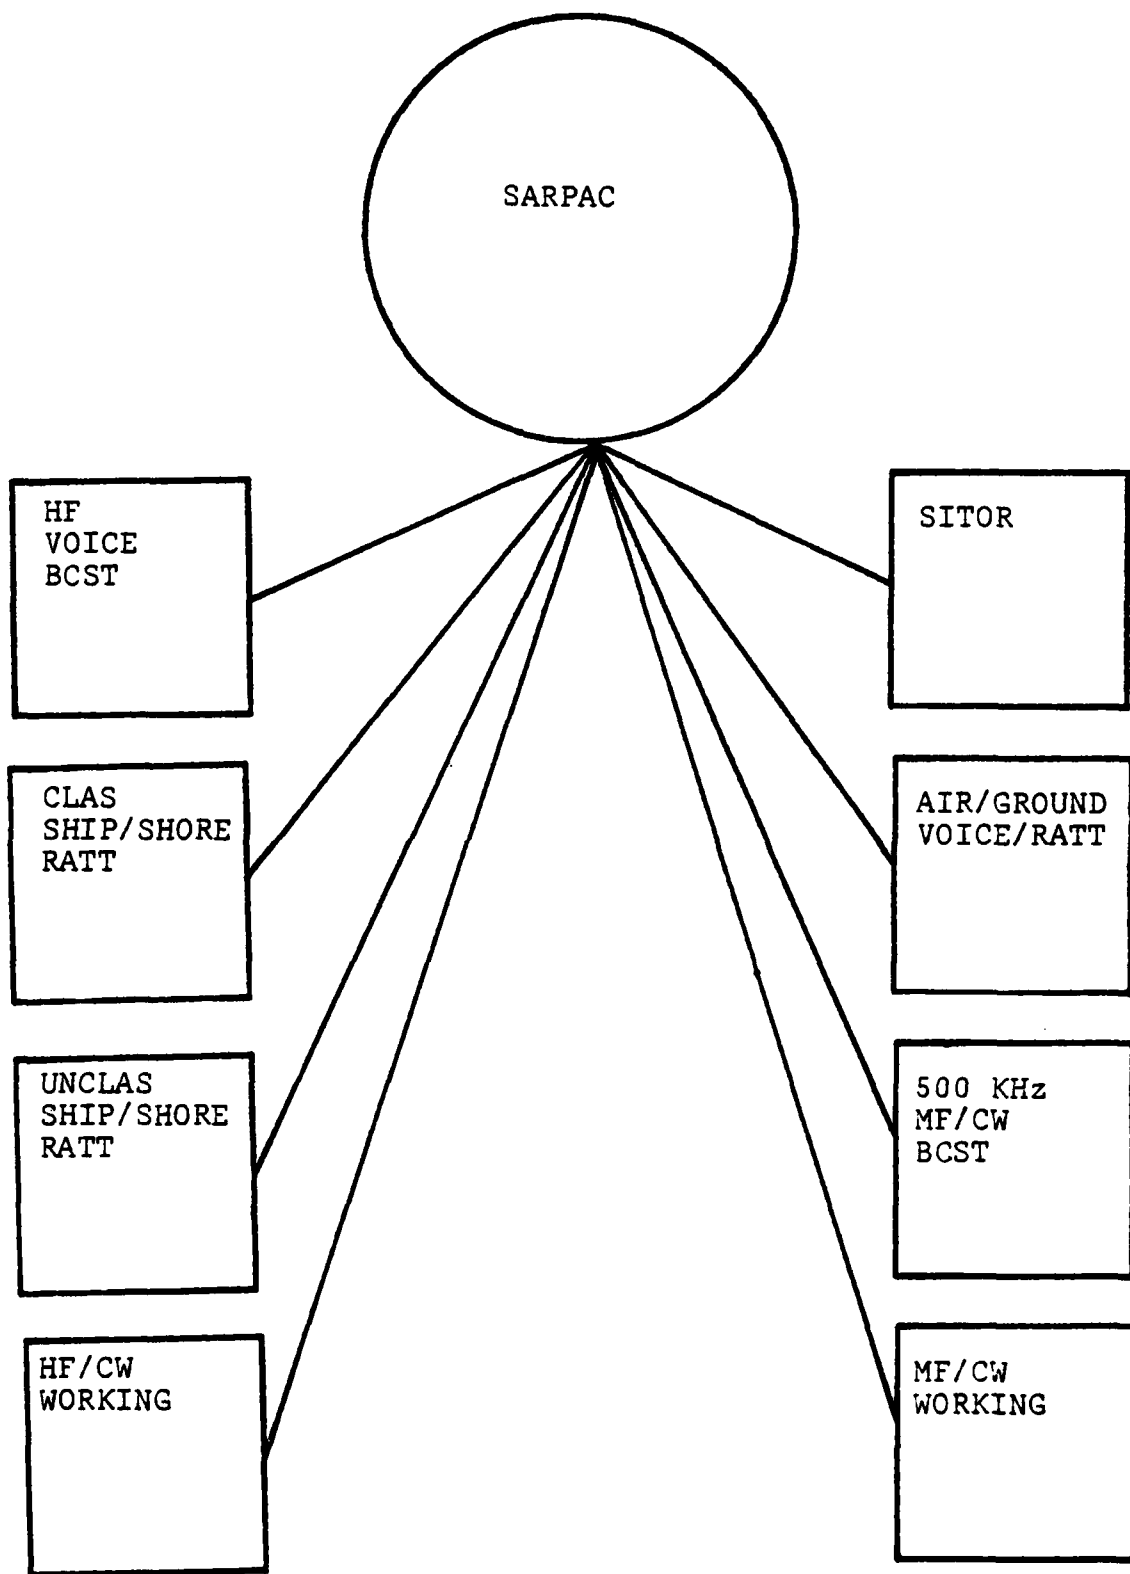 SARPAC
HF
VOICE
BCST
CLAS
SHIP/SHORE
RATT
UNCLAS
SHIP/SHORE
RATT
HF/CW
WORKING
SITOR
AIR/GROUND
VOICE/RATT
500 KHz
MF/CW
BCST
MF/CW
WORKING